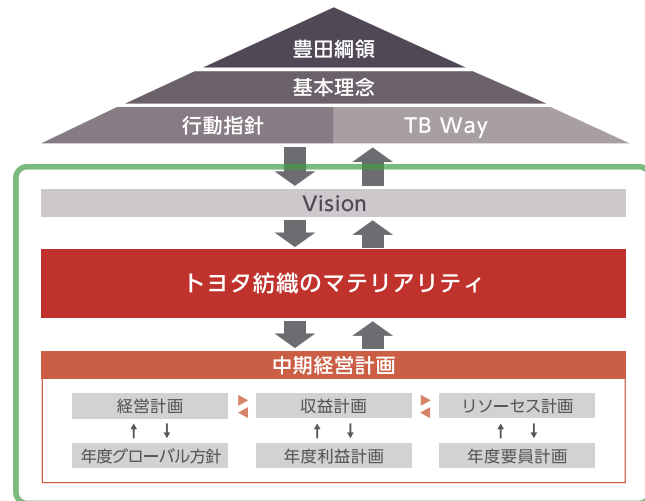 豊田綱領
基本理念
行動指針
TB Way
Vision
トヨタ紡織のマテリアリティ
中期経営計画
経営計画
収益計画
リソーセス計画
年度グローバル方針
年度利益計画
年度要員計画